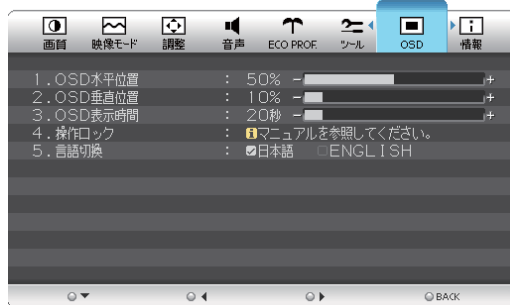 画質 映像モード 調整 音声 ECO PROF. ツール OSD 情報
1.OSD水平位置 : 50% - +
2.OSD垂直位置 : 10% - +
3.OSD表示時間 : 20秒 - +
4.操作ロック : マニュアルを参照してください。
5.言語切換 : 日本語 ENGLISH
BACK